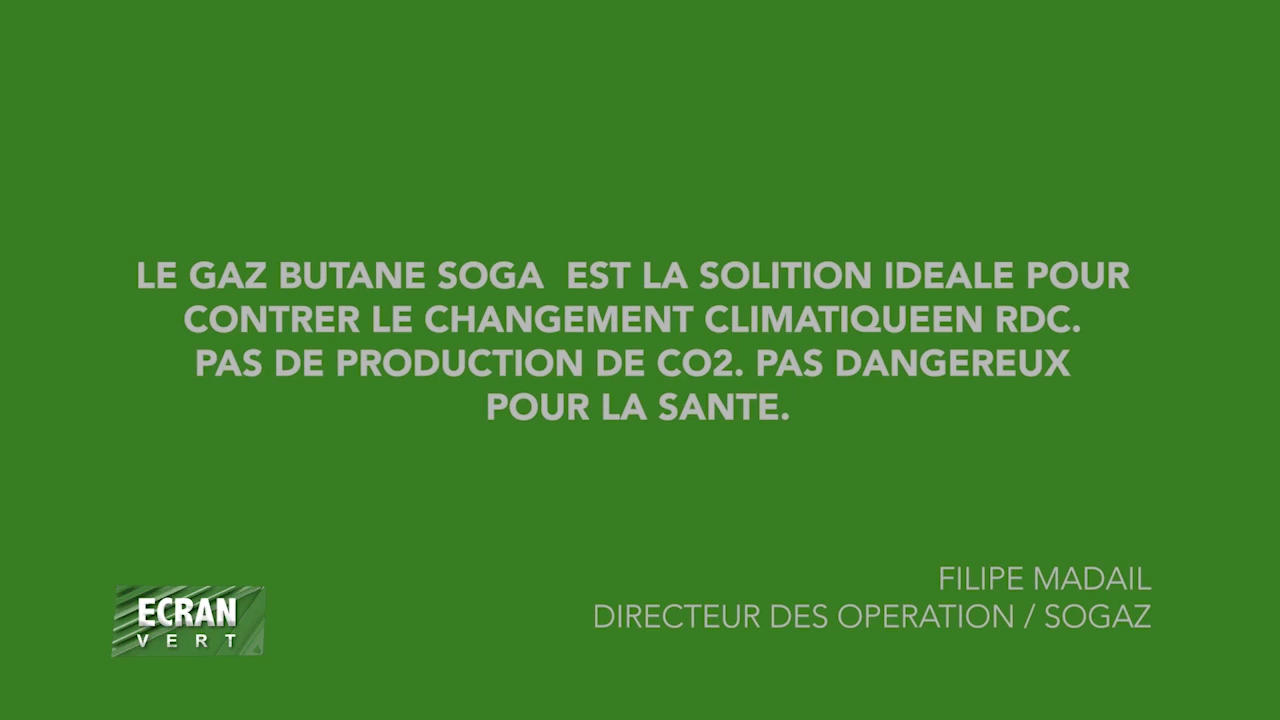 LE GAZ BUTANE SOGA  EST LA SOLITION IDEALE POUR
CONTRER LE CHANGEMENT CLIMATIQUEEN RDC.
PAS DE PRODUCTION DE CO2. PAS DANGEREUX
POUR LA SANTE.
FILIPE MADAIL
DIRECTEUR DES OPERATION / SOGAZ
ECRAN
VERT